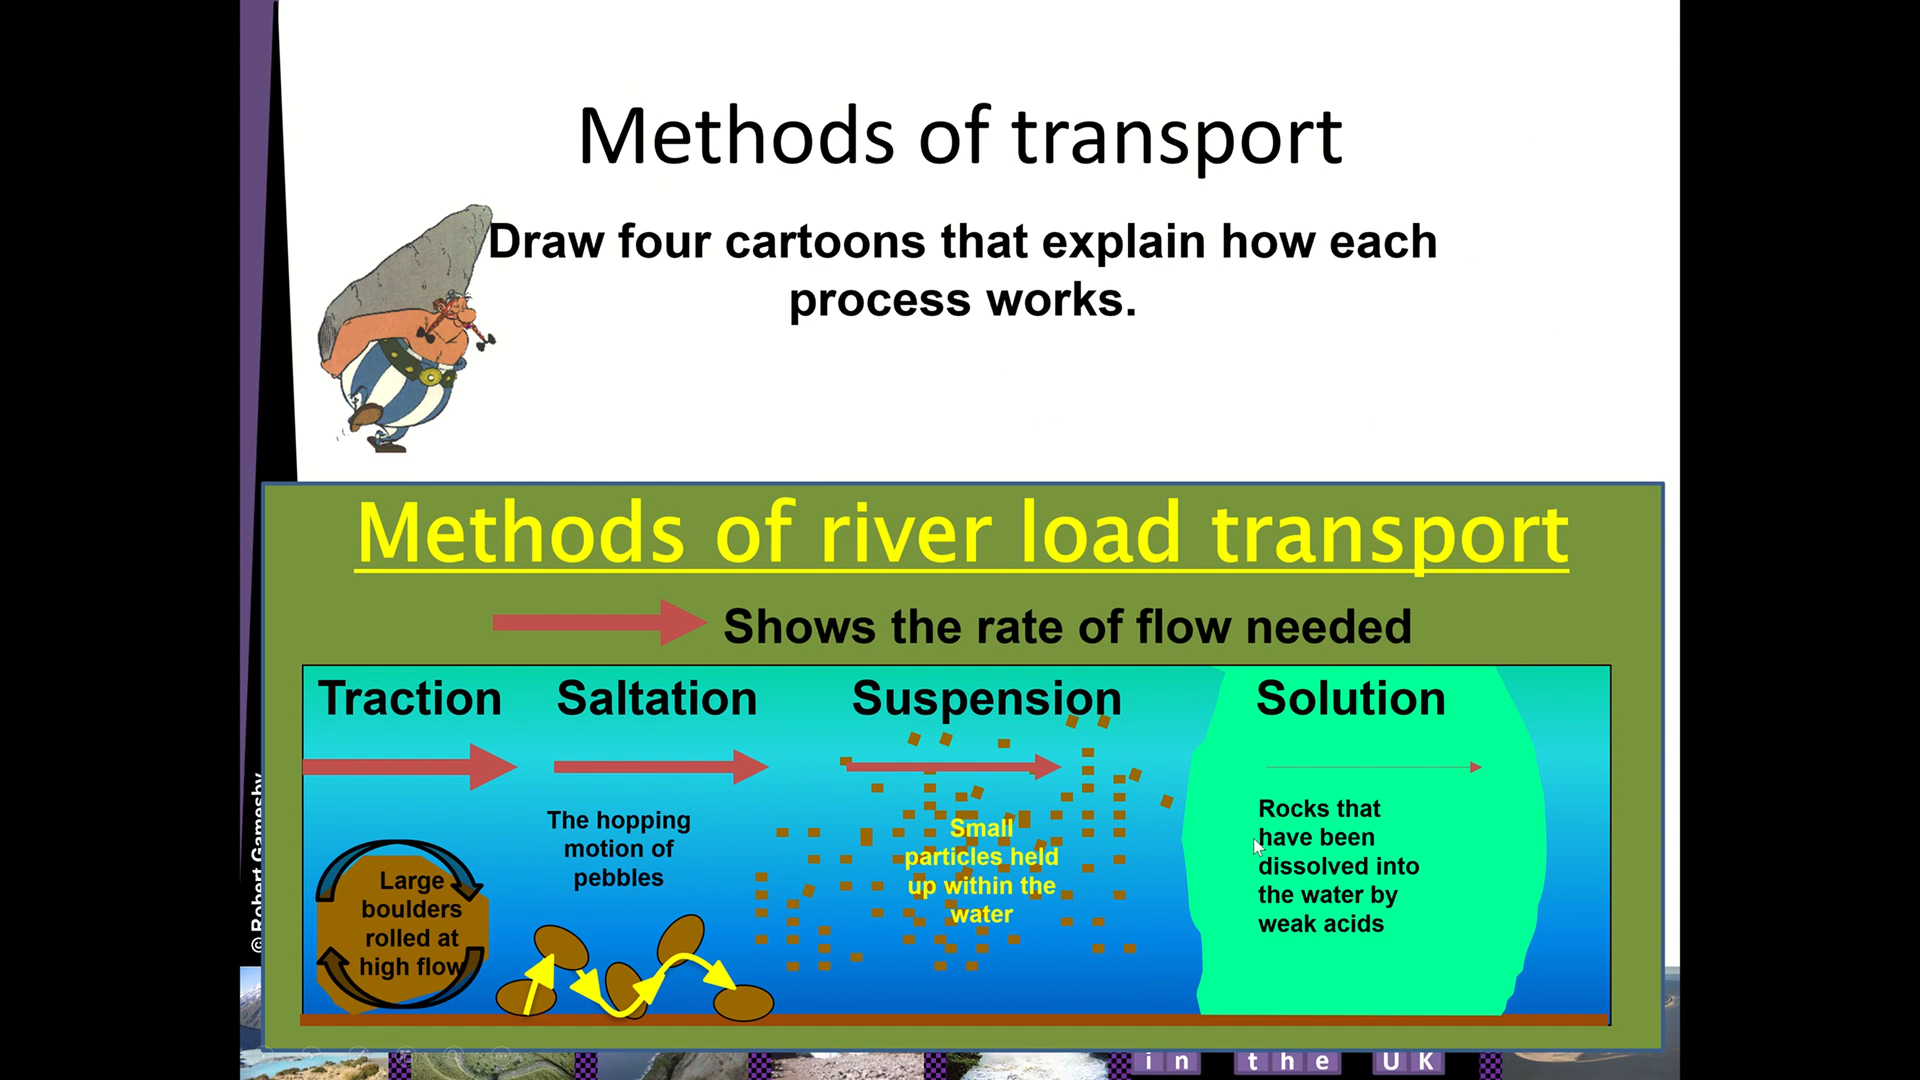 Methods of transport
Draw four cartoons that explain how each
process works.
Methods of river load transport
Shows the rate of flow needed
Traction
Saltation
Suspension
Solution
Large
boulders
rolled at
high flow
The hopping
motion of
pebbles
Small
particles held
up within the
water
Rocks that
have been
dissolved into
the water by
weak acids
© Robert Gamesby
in the UK